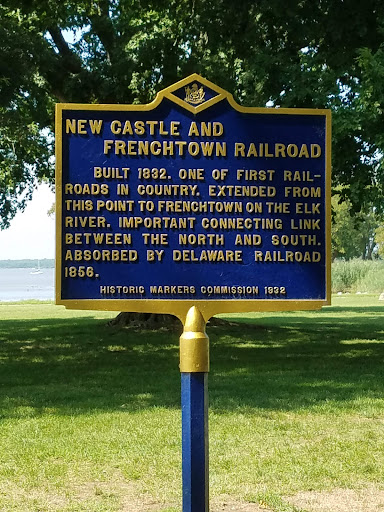 NEW CASTLE AND
FRENCHTOWN RAILROAD
BUILT 1832. ONE OF FIRST RAIL-
ROADS IN COUNTRY. EXTENDED FROM
THIS POINT TO FRENCHTOWN ON THE ELK
RIVER. IMPORTANT CONNECTING LINK
BETWEEN THE NORTH AND SOUTH.
ABSORBED BY DELAWARE RAILROAD
1856.
HISTORIC MARKERS COMMISSION 1932